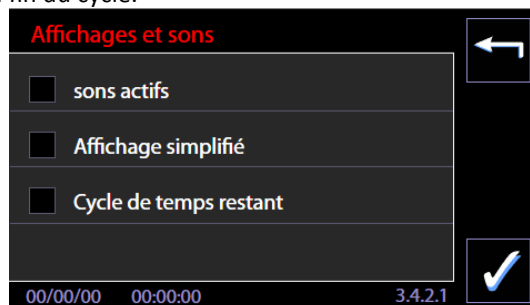 fin du cycle.
Affichages et sons
sons actifs
Affichage simplifié
Cycle de temps restant
00/00/00 00:00:00 3.4.2.1